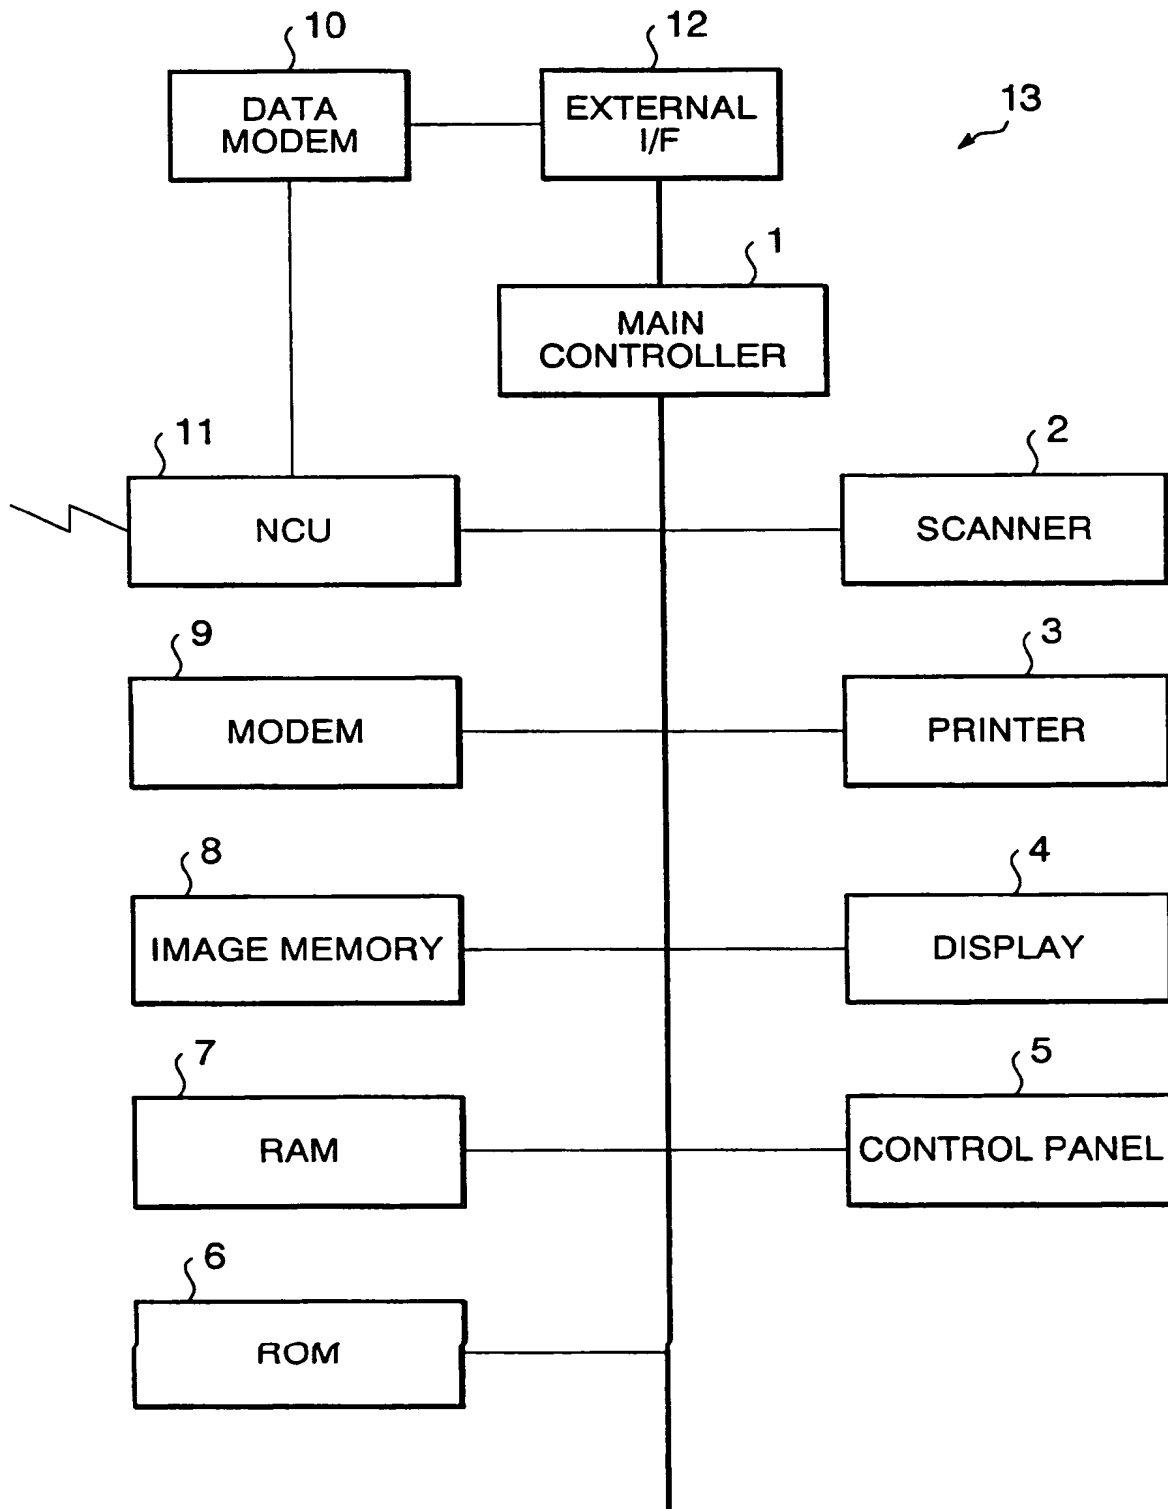 10
12
DATA
MODEM
EXTERNAL
I/F
13
1
MAIN
CONTROLLER
11
2
NCU
SCANNER
9
3
MODEM
PRINTER
8
4
IMAGE MEMORY
DISPLAY
7
5
RAM
CONTROL PANEL
6
ROM